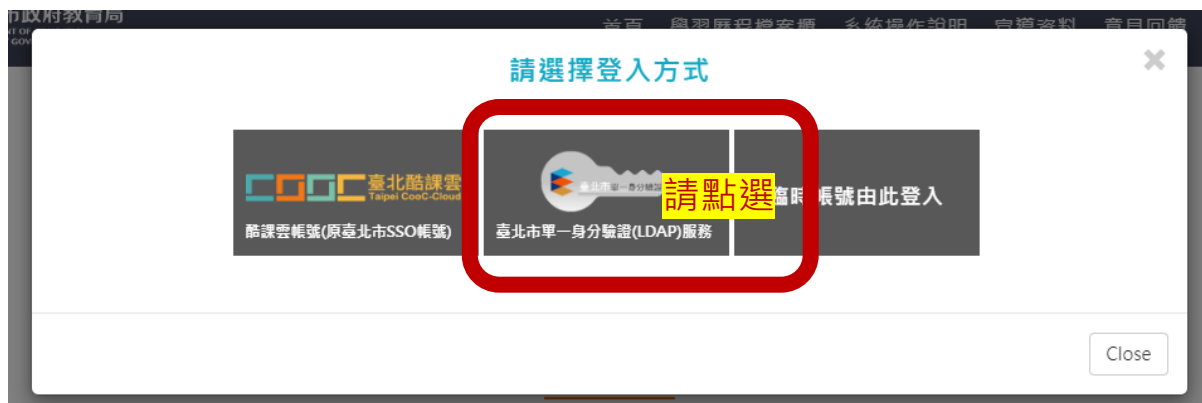 市政府教育局
首頁 學習歷程檔案櫃 系統操作說明 宣導資料 意見回饋
請選擇登入方式
×
臺北酷課雲
Taipei CooC-Cloud
酷課雲帳號(原臺北市SSO帳號)
臺北市單一身分驗證
臺北市單一身分驗證(LDAP)服務
請點選
臨時帳號由此登入
Close